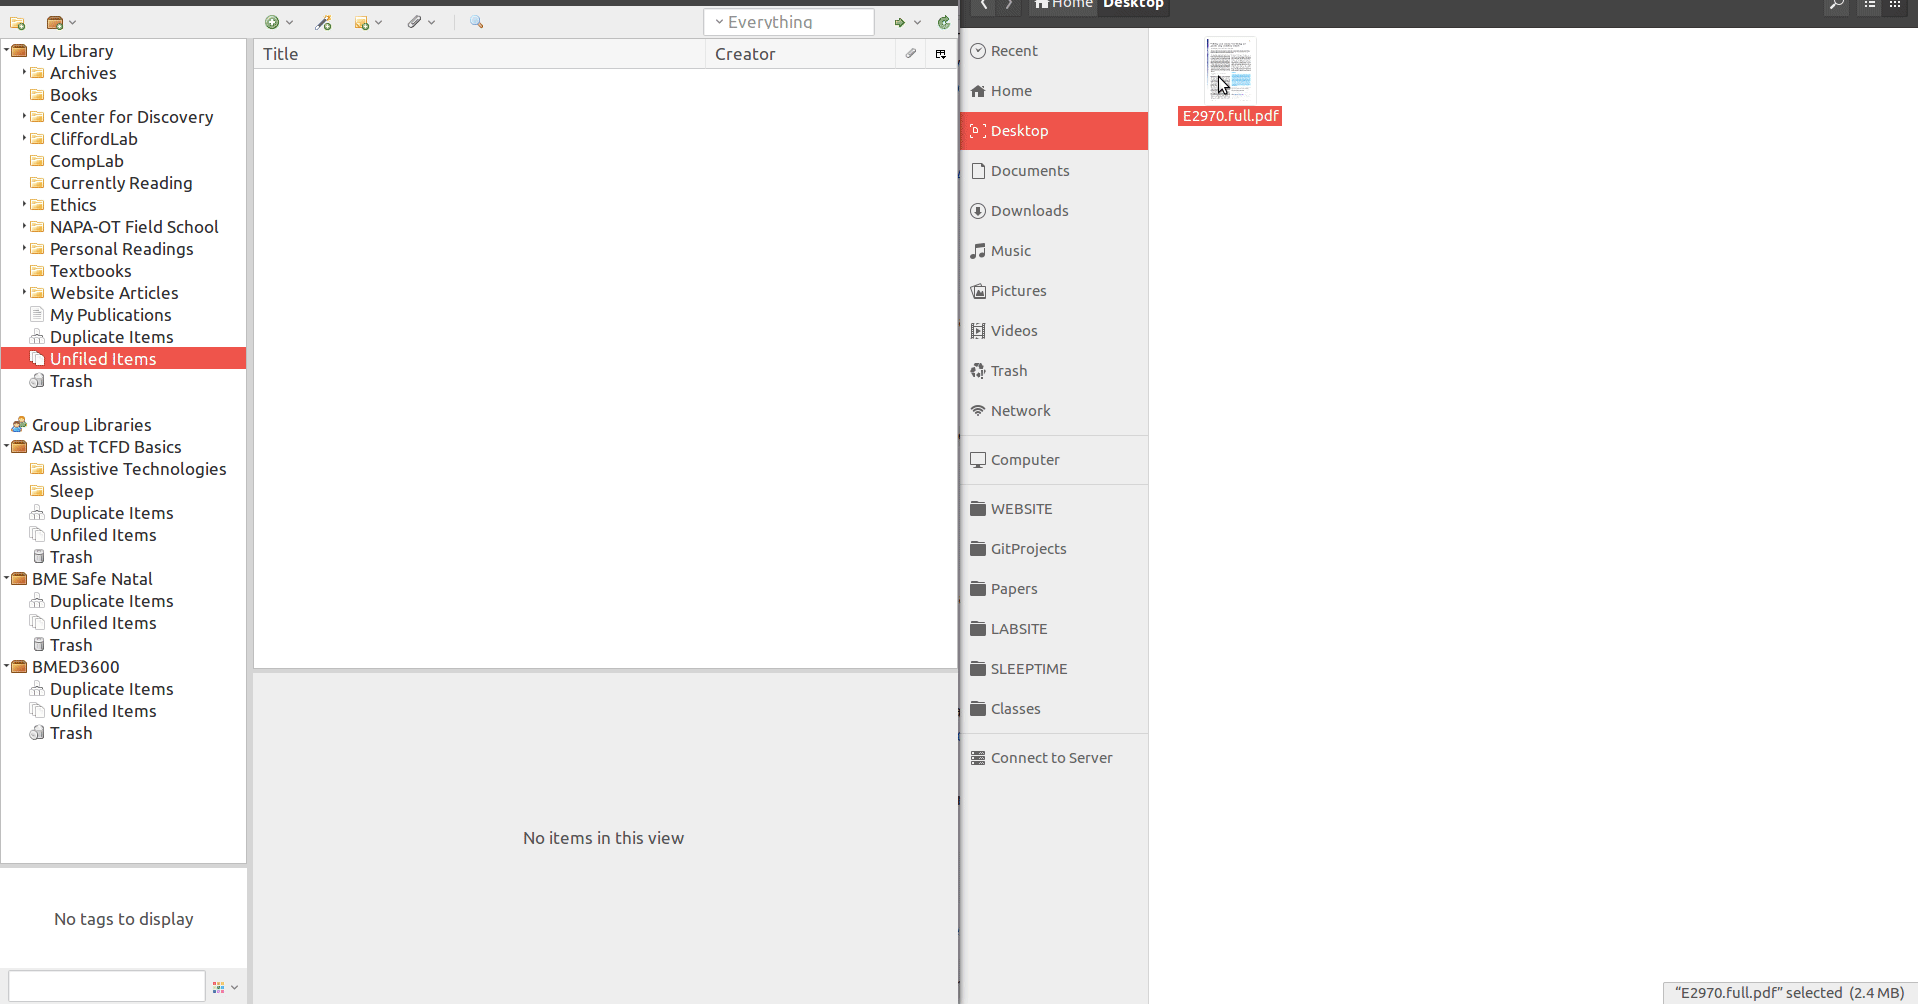 Everything
My Library
Archives
Books
Center for Discovery
CliffordLab
CompLab
Currently Reading
Ethics
NAPA-OT Field School
Personal Readings
Textbooks
Website Articles
My Publications
Duplicate Items
Unfiled Items
Trash
Group Libraries
ASD at TCFD Basics
Assistive Technologies
Sleep
Duplicate Items
Unfiled Items
Trash
BME Safe Natal
Duplicate Items
Unfiled Items
Trash
BMED3600
Duplicate Items
Unfiled Items
Trash
No tags to display
Title Creator
No items in this view
Home Desktop
Recent
Home
Desktop
Documents
Downloads
Music
Pictures
Videos
Trash
Network
Computer
WEBSITE
GitProjects
Papers
LABSITE
SLEEPTIME
Classes
Connect to Server
E2970.full.pdf
“E2970.full.pdf” selected (2.4 MB)